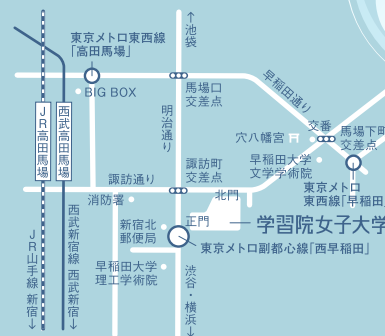 ↑池袋
東京メトロ東西線
「高田馬場」
BIG BOX
馬場口
交差点
早稲田通り
明治通り
JR高田馬場
西武高田馬場
穴八幡宮
交番
馬場下町
交差点
早稲田大学
文学学術院
東京メトロ
東西線「早稲田」
諏訪通り
諏訪町
交差点
消防署
北門
新宿北
郵便局
正門
学習院女子大学
東京メトロ副都心線「西早稲田」
早稲田大学
理工学術院
JR山手線 新宿↓
西武新宿線 西武新宿↓
渋谷・横浜↓